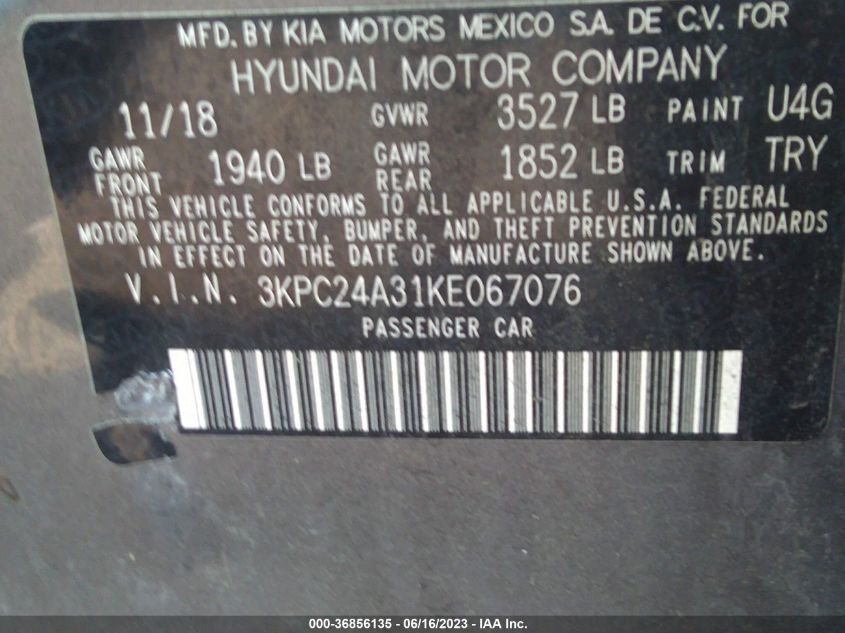 MFD. BY KIA MOTORS MEXICO S.A. DE C.V. FOR
HYUNDAI MOTOR COMPANY
11/18 GVWR 3527 LB PAINT U4G
GAWR FRONT 1940 LB GAWR REAR 1852 LB TRIM TRY
THIS VEHICLE CONFORMS TO ALL APPLICABLE U.S.A. FEDERAL
MOTOR VEHICLE SAFETY, BUMPER, AND THEFT PREVENTION STANDARDS
IN EFFECT ON THE DATE OF MANUFACTURE SHOWN ABOVE.
V.I.N. 3KPC24A31KE067076
PASSENGER CAR
000-36856135 - 06/16/2023 - IAA Inc.